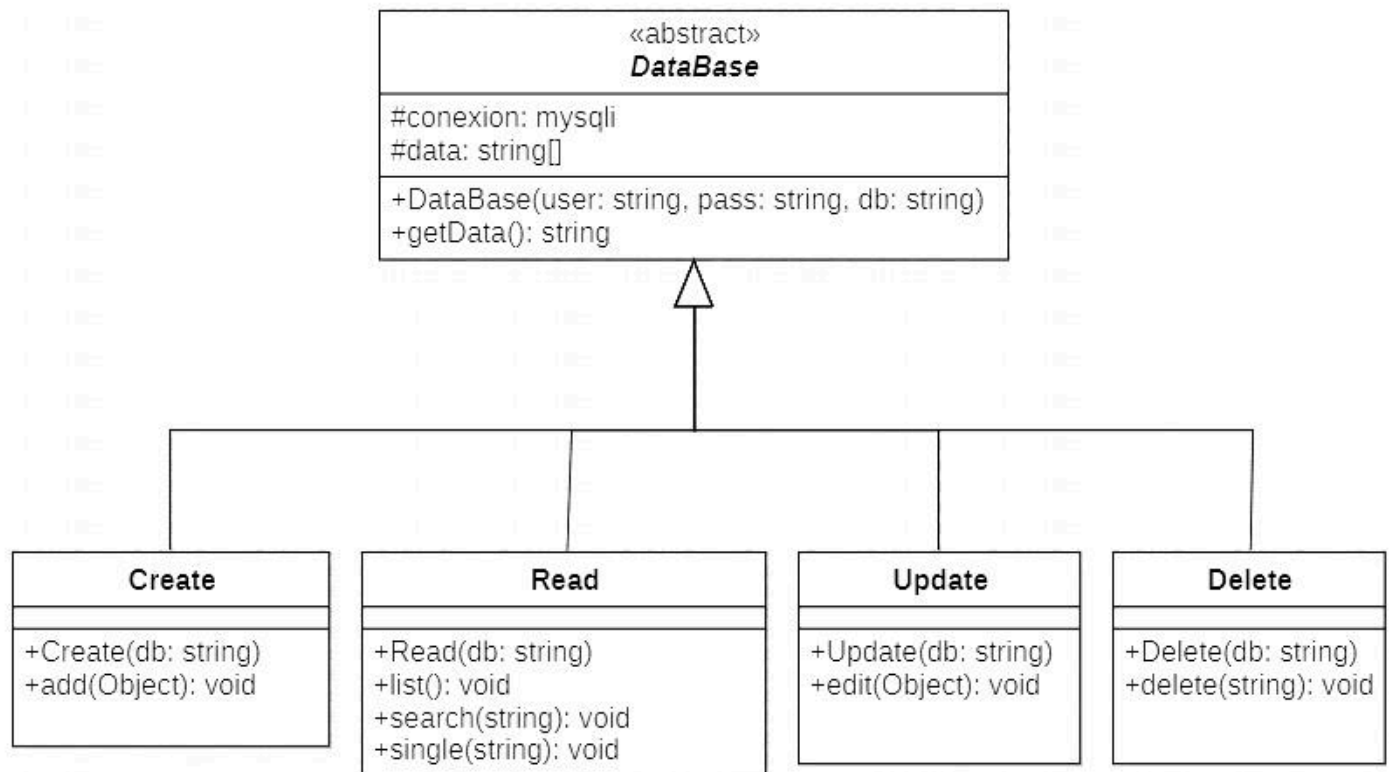 «abstract»
DataBase
#conexion: mysqli
#data: string[]
+DataBase(user: string, pass: string, db: string)
+getData(): string
Create
+Create(db: string)
+add(Object): void
Read
+Read(db: string)
+list(): void
+search(string): void
+single(string): void
Update
+Update(db: string)
+edit(Object): void
Delete
+Delete(db: string)
+delete(string): void